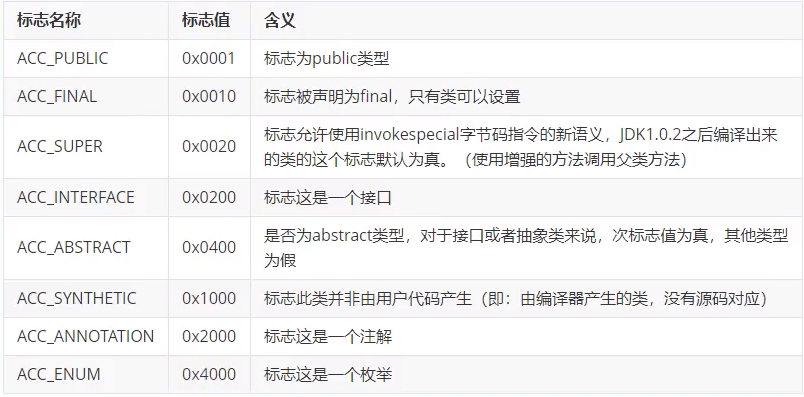 标志名称 标志值 含义
ACC_PUBLIC 0x0001 标志为public类型
ACC_FINAL 0x0010 标志被声明为final，只有类可以设置
ACC_SUPER 0x0020 标志允许使用invokespecial字节码指令的新语义，JDK1.0.2之后编译出来
的类的这个标志默认为真。（使用增强的方法调用父类方法）
ACC_INTERFACE 0x0200 标志这是一个接口
ACC_ABSTRACT 0x0400 是否为abstract类型，对于接口或者抽象类来说，次标志值为真，其他类型
为假
ACC_SYNTHETIC 0x1000 标志此类并非由用户代码产生（即：由编译器产生的类，没有源码对应）
ACC_ANNOTATION 0x2000 标志这是一个注解
ACC_ENUM 0x4000 标志这是一个枚举